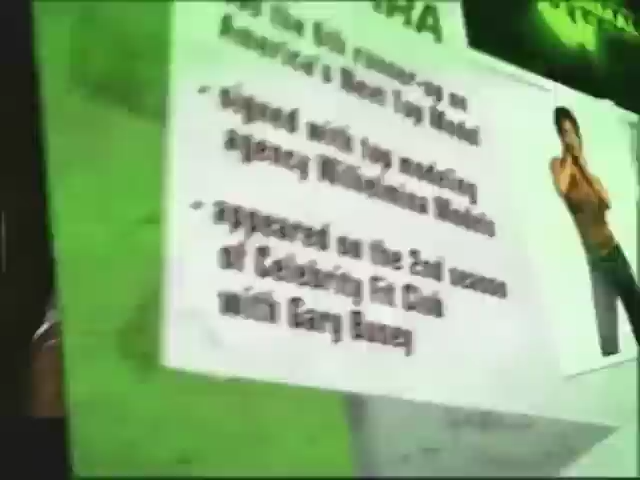 the 5th runner-up on
America's Next Top Model
- signed with top modeling
agency Wilhelmina Models
- appeared on the 2nd season
of Celebrity Fit Club
with Gary Busey